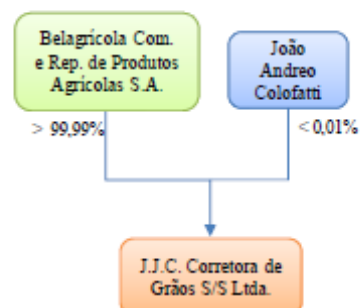 Belagrícola Com.
e Rep. de Produtos
Agrícolas S.A.
João
Andreo
Colofatti
> 99,99%
< 0,01%
J.J.C. Corretora de
Grãos S/S Ltda.